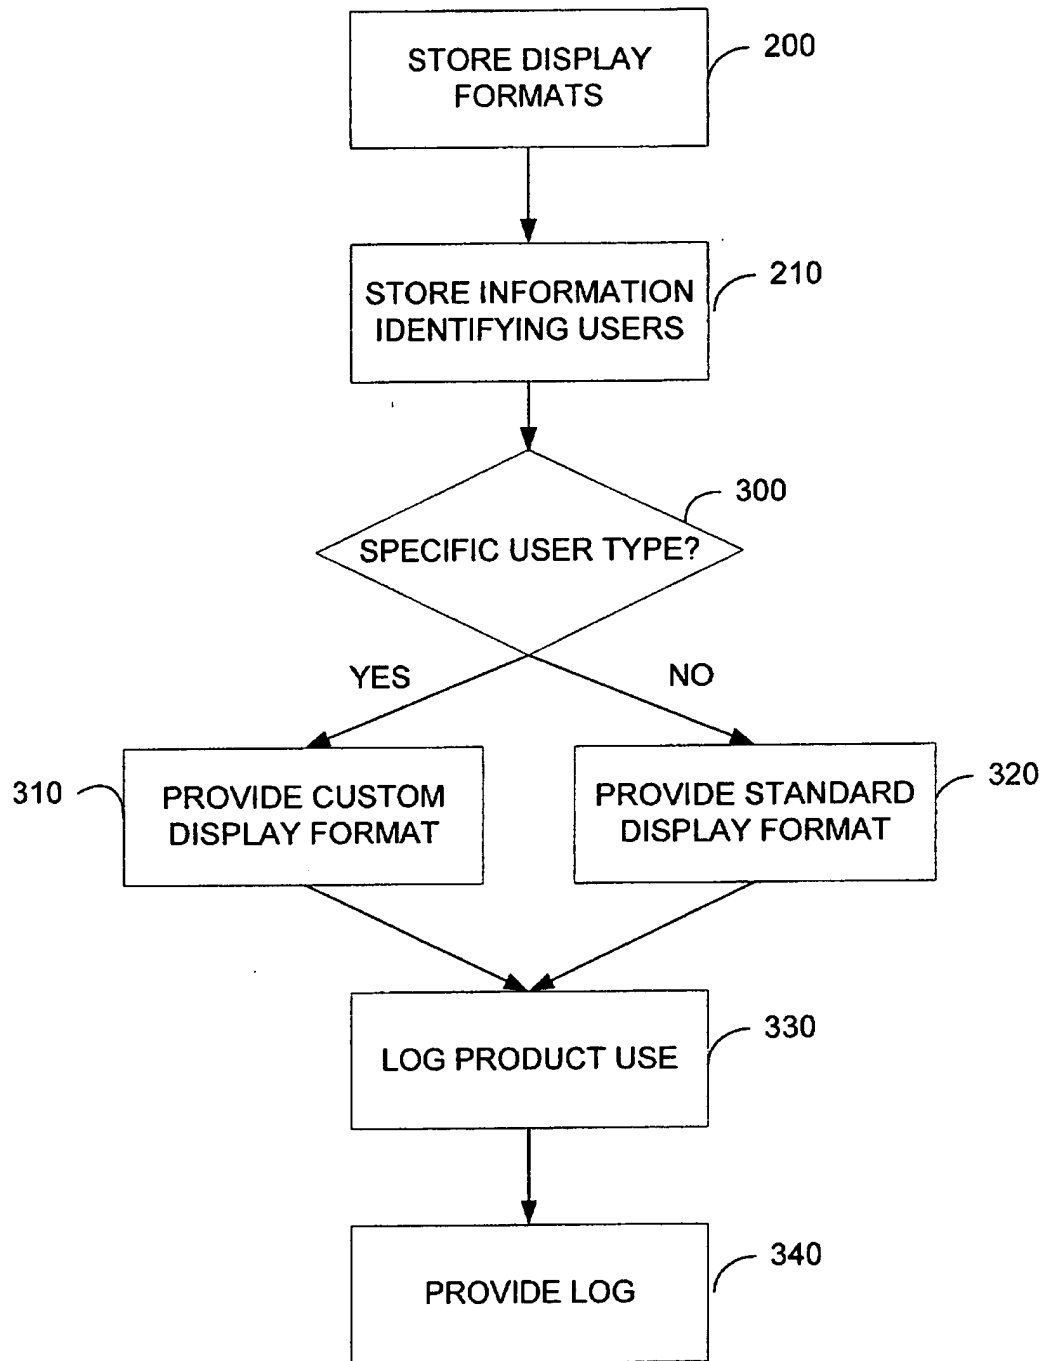 STORE DISPLAY
FORMATS
200
STORE INFORMATION
IDENTIFYING USERS
210
SPECIFIC USER TYPE?
300
YES
NO
310
PROVIDE CUSTOM
DISPLAY FORMAT
PROVIDE STANDARD
DISPLAY FORMAT
320
LOG PRODUCT USE
330
PROVIDE LOG
340